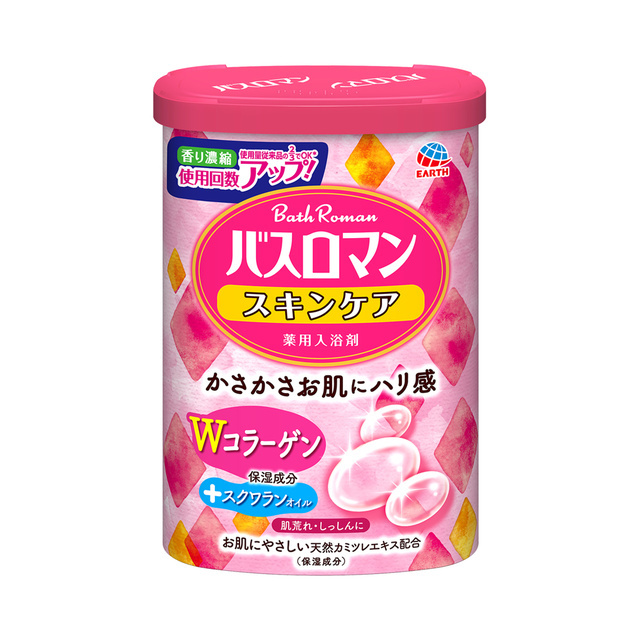 バスロマン
香り濃縮
使用量従来品の2/3でOK*
使用回数アップ!
EARTH
Bath Roman
バスロマン
スキンケア
薬用入浴剤
かさかさお肌にハリ感
Wコラーゲン
保湿成分
+スクワランオイル
肌荒れ・しっしんに
お肌にやさしい天然カミツレエキス配合
(保湿成分)